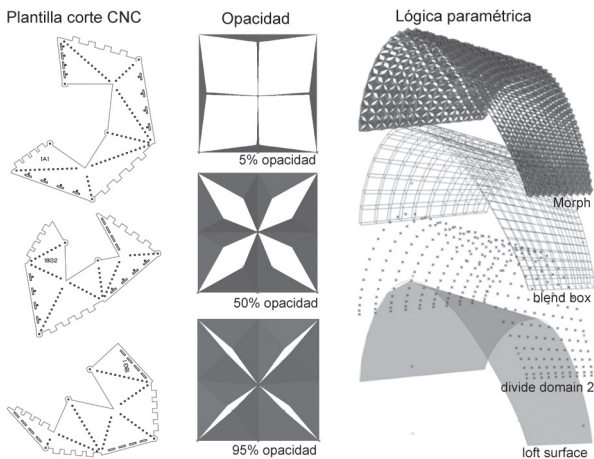 Plantilla corte CNC
1A1
18G2
Opacidad
5% opacidad
50% opacidad
95% opacidad
Lógica paramétrica
Morph
blend box
divide domain 2
loft surface